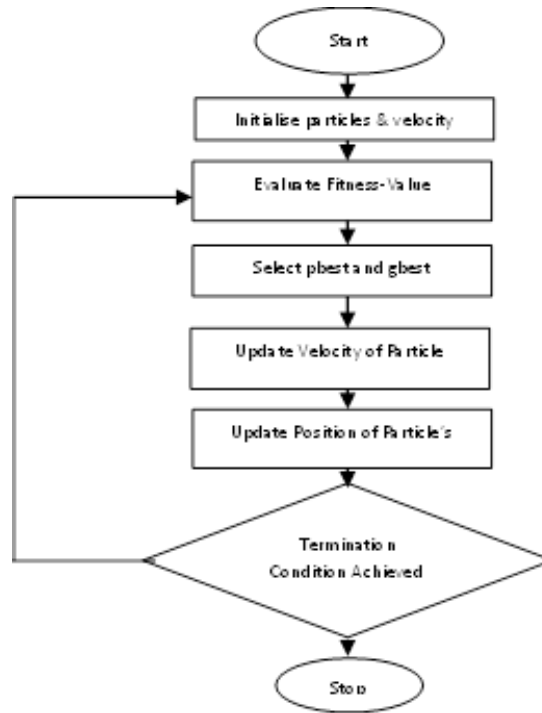 Start
Initialise particles & velocity
Evaluate Fitness-Value
Select pbest and gbest
Update Velocity of Particle
Update Position of Particle's
Termination
Condition Achieved
Stop